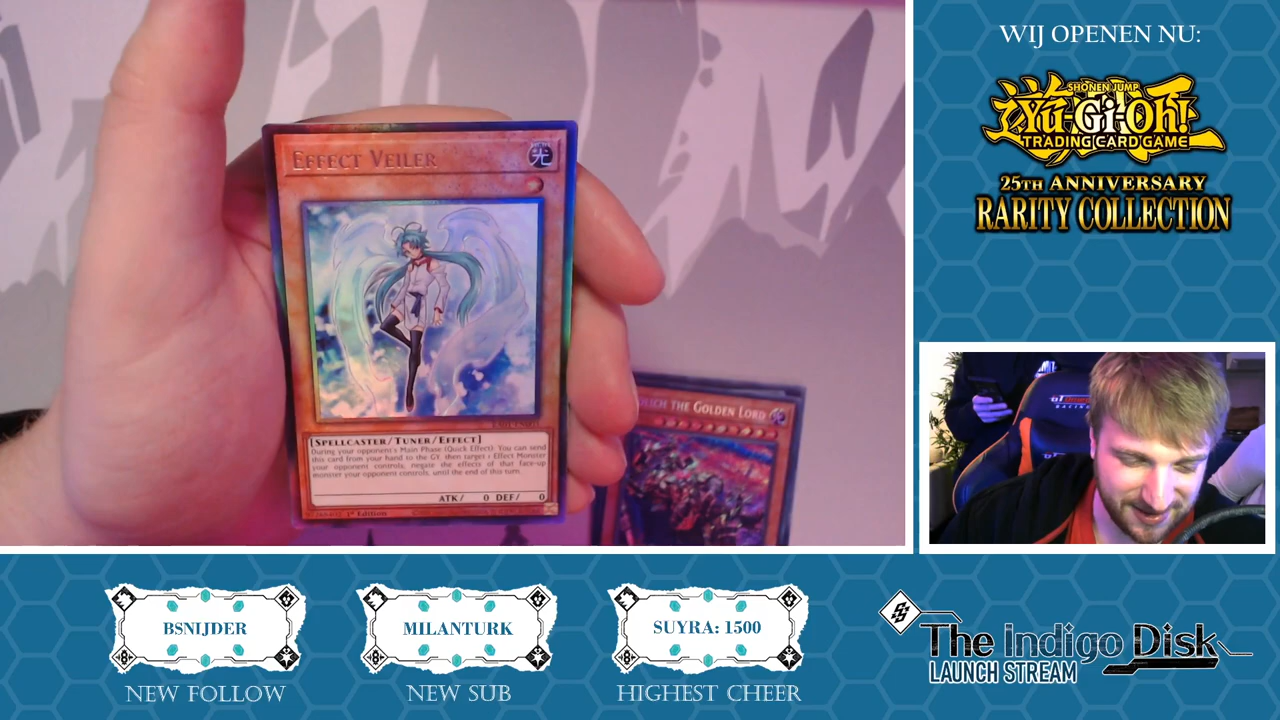 WIJ OPENEN NU:
SHONEN JUMP
遊☆戯☆王
Yu-Gi-Oh!
TRADING CARD GAME
25TH ANNIVERSARY
RARITY COLLECTION
EFFECT VEILER
光
[SPELLCASTER/TUNER/EFFECT]
During your opponent's Main Phase (Quick Effect): You can send
this card from your hand to the GY, then target 1 Effect Monster
your opponent controls; negate the effects of that face-up
monster your opponent controls, until the end of this turn.
ATK/ 0 DEF/ 0
1st Edition
THE GOLDEN LORD
RACING
BSNIJDER
NEW FOLLOW
MILANTURK
NEW SUB
SUYRA: 1500
HIGHEST CHEER
The Indigo Disk
LAUNCH STREAM